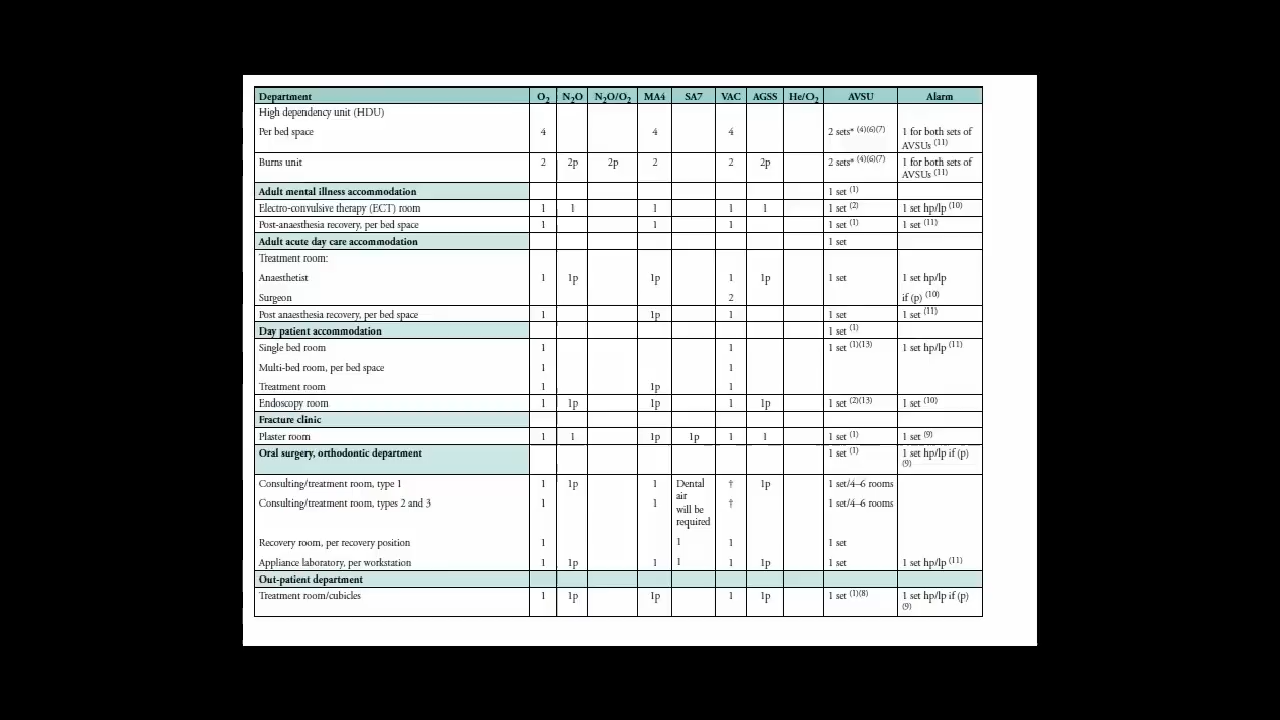 Department O2 N2O N2O/O2 MA4 SA7 VAC AGSS He/O2 AVSU Alarm
High dependency unit (HDU)
Per bed space 4 4 4 2 sets* (4)(6)(7) 1 for both sets of
AVSUs (11)
Burns unit 2 2p 2p 2 2 2p 2 sets* (4)(6)(7) 1 for both sets of
AVSUs (11)
Adult mental illness accommodation 1 set (1)
Electro-convulsive therapy (ECT) room 1 1 1 1 1 1 set (2) 1 set hp/lp (10)
Post-anaesthesia recovery, per bed space 1 1 1 1 set (1) 1 set (11)
Adult acute day care accommodation 1 set
Treatment room:
Anaesthetist 1 1p 1p 1 1p 1 set 1 set hp/lp
Surgeon 2 if (p) (10)
Post anaesthesia recovery, per bed space 1 1p 1 1 set 1 set (11)
Day patient accommodation 1 set (1)
Single bed room 1 1 1 set (1)(13) 1 set hp/lp (11)
Multi-bed room, per bed space 1 1
Treatment room 1 1p 1
Endoscopy room 1 1p 1p 1 1p 1 set (2)(13) 1 set (10)
Fracture clinic
Plaster room 1 1 1p 1p 1 1 1 set (1) 1 set (9)
Oral surgery, orthodontic department 1 set (1) 1 set hp/lp if (p)
(9)
Consulting/treatment room, type 1 1 1p 1 Dental † 1p 1 set/4–6 rooms
air
Consulting/treatment room, types 2 and 3 1 1 will be † 1 set/4–6 rooms
required
Recovery room, per recovery position 1 1 1 1 set
Appliance laboratory, per workstation 1 1p 1 1 1 1p 1 set 1 set hp/lp (11)
Out-patient department
Treatment room/cubicles 1 1p 1p 1 1p 1 set (1)(8) 1 set hp/lp if (p)
(9)